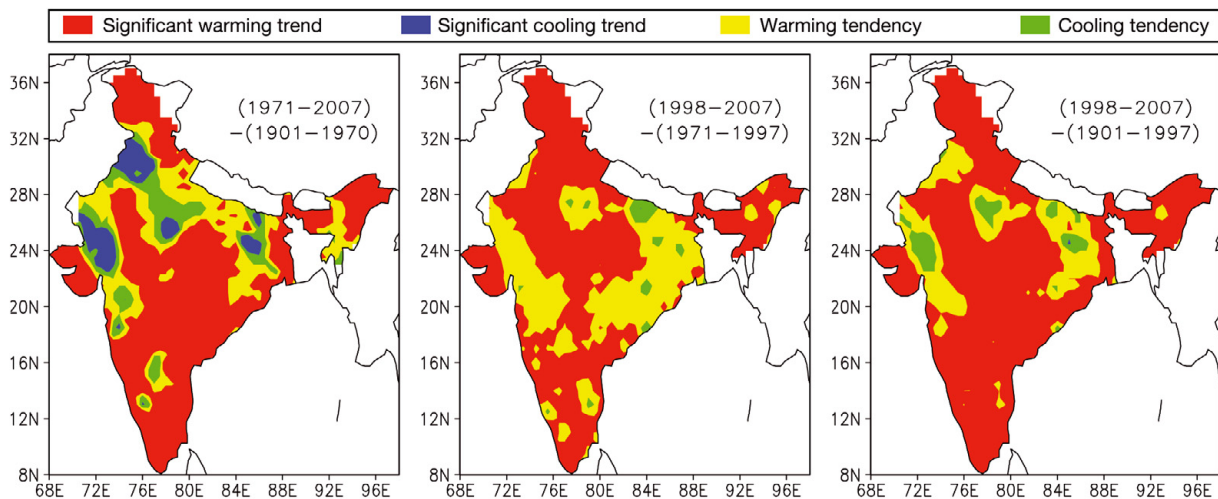 Significant warming trend Significant cooling trend Warming tendency Cooling tendency
36N
32N
28N
24N
20N
16N
12N
8N
68E 72E 76E 80E 84E 88E 92E 96E
(1971−2007)
−(1901−1970)
36N
32N
28N
24N
20N
16N
12N
8N
68E 72E 76E 80E 84E 88E 92E 96E
(1998−2007)
−(1971−1997)
36N
32N
28N
24N
20N
16N
12N
8N
68E 72E 76E 80E 84E 88E 92E 96E
(1998−2007)
−(1901−1997)